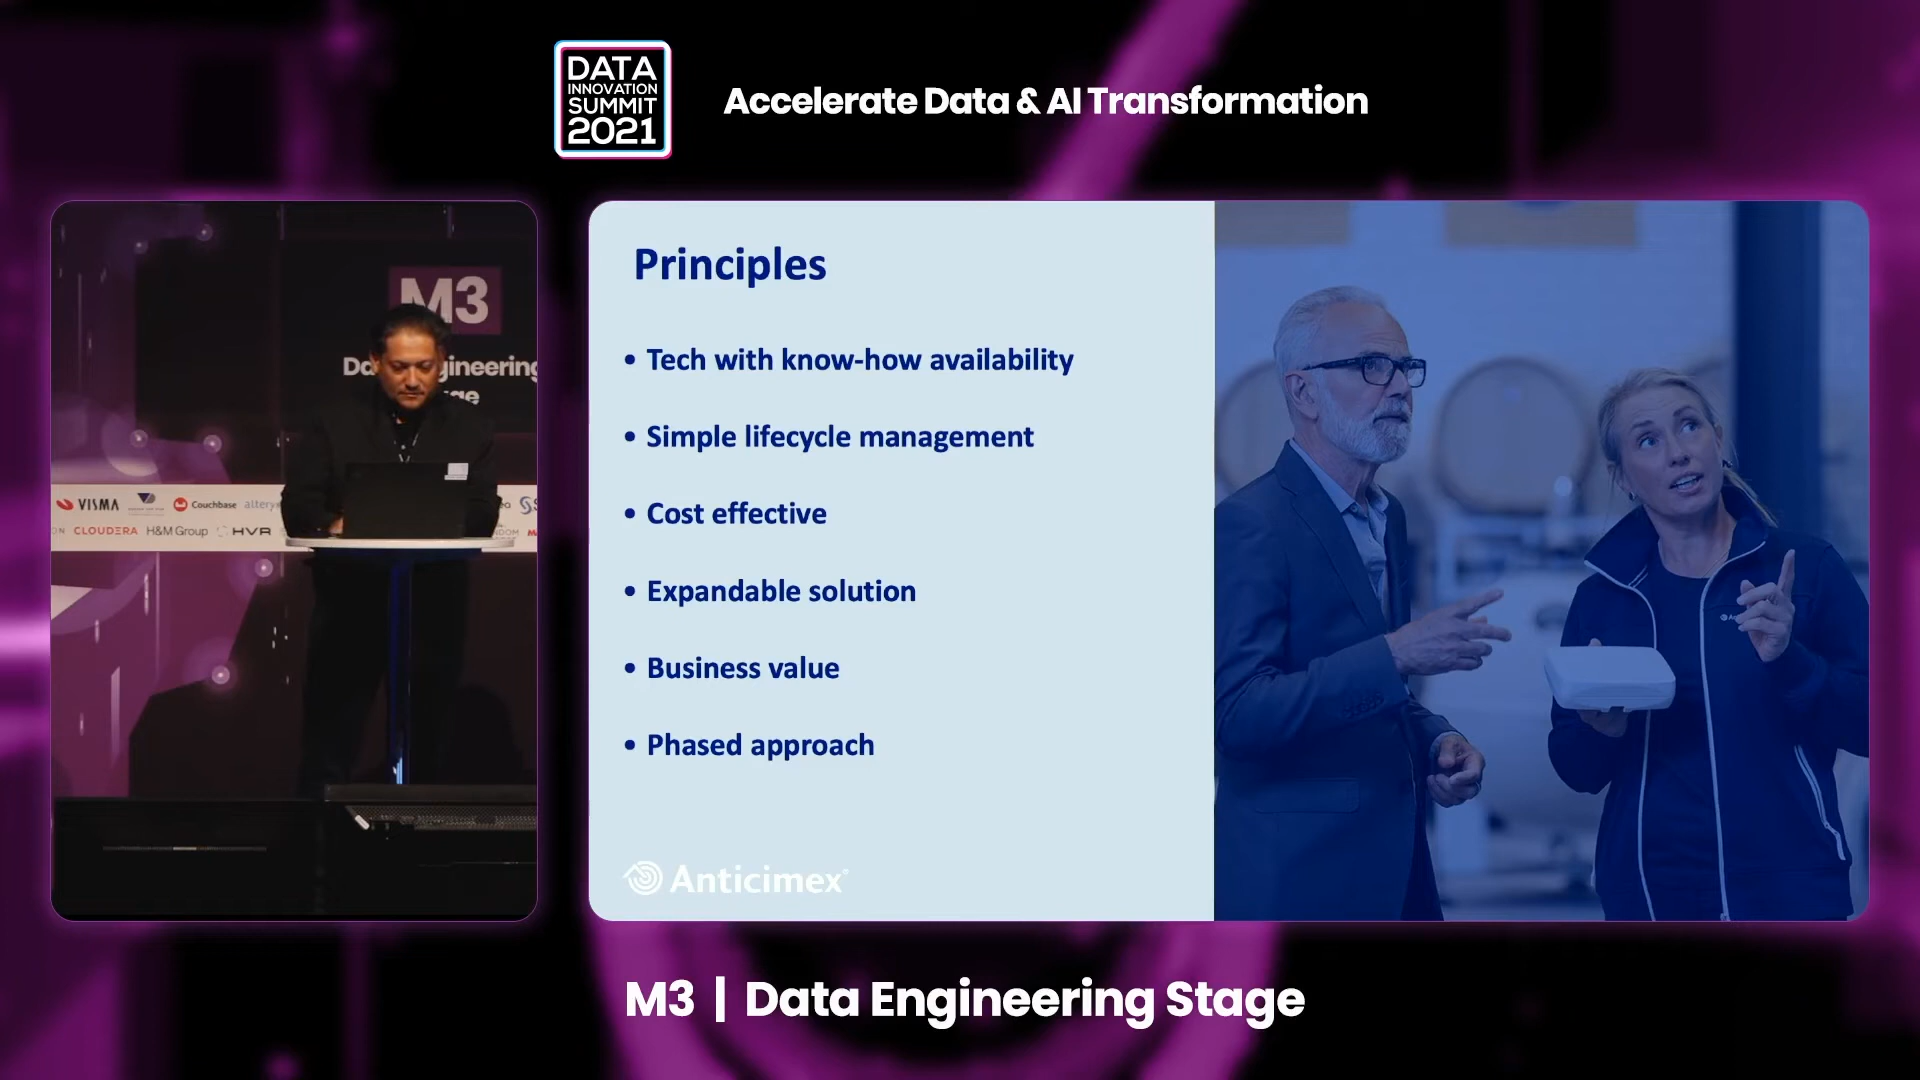 DATA
INNOVATION
SUMMIT
2021
Accelerate Data & AI Transformation
M3
VISMA
Couchbase
CLOUDERA
H&M Group
HVR
Principles
• Tech with know-how availability
• Simple lifecycle management
• Cost effective
• Expandable solution
• Business value
• Phased approach
Anticimex®
M3 | Data Engineering Stage